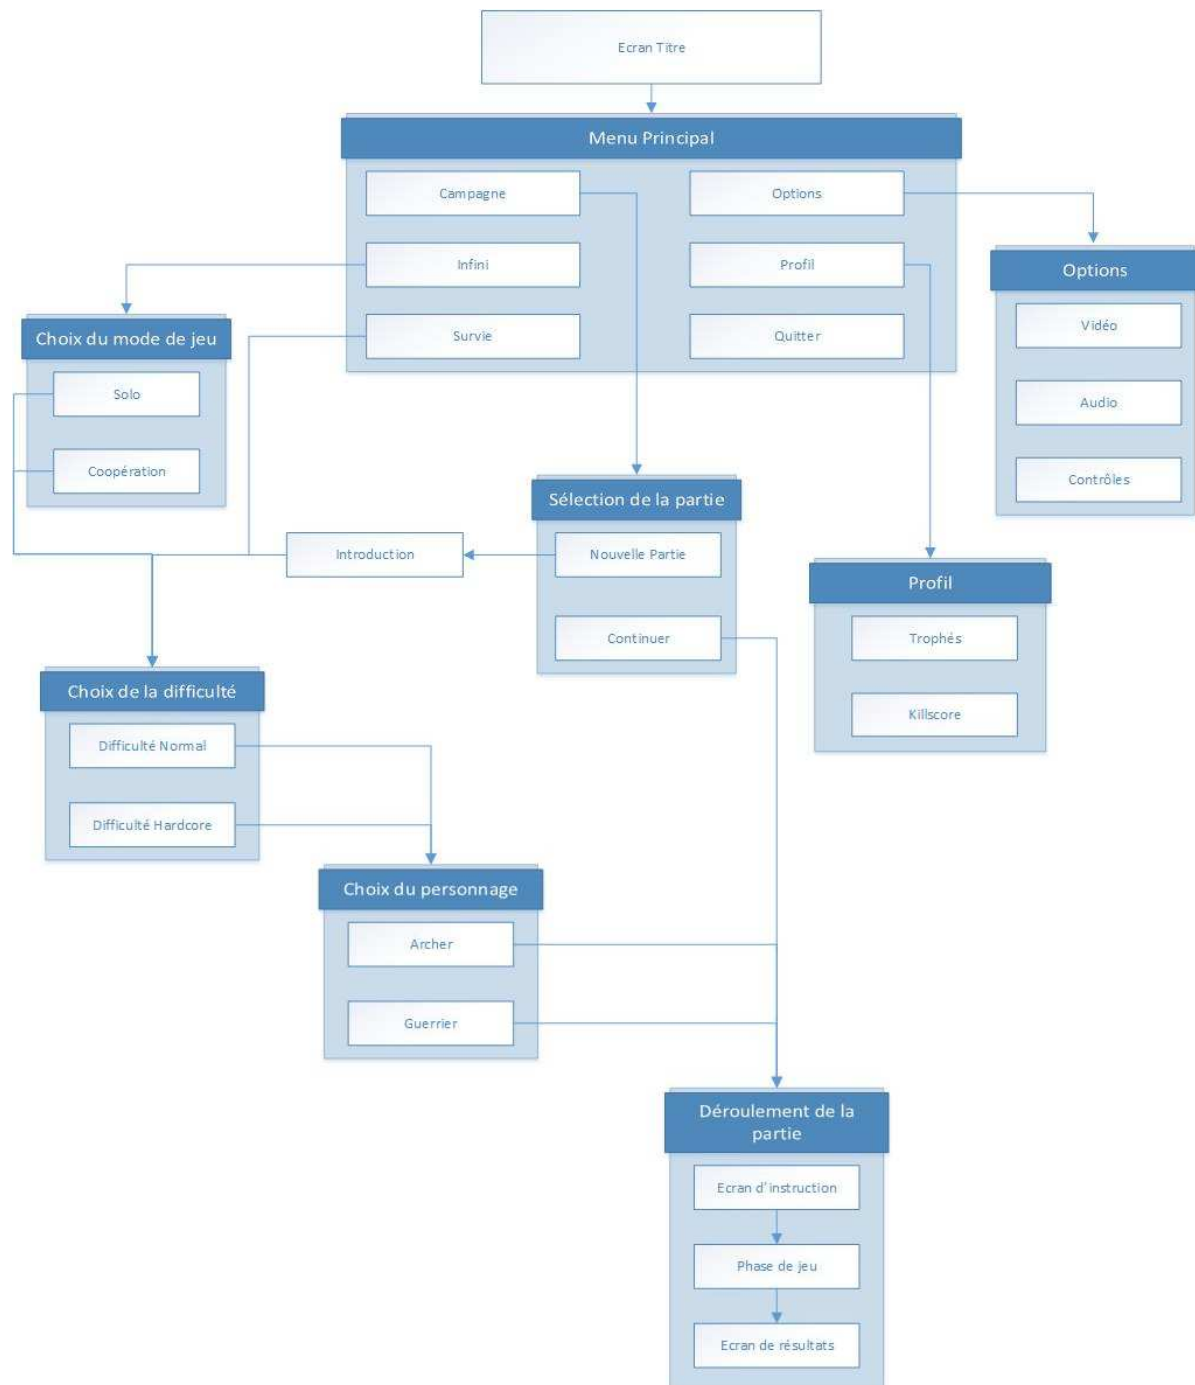 Ecran Titre
Menu Principal
Campagne
Options
Infini
Profil
Survie
Quitter
Options
Vidéo
Audio
Contrôles
Choix du mode de jeu
Solo
Coopération
Sélection de la partie
Nouvelle Partie
Continuer
Introduction
Profil
Trophés
Killscore
Choix de la difficulté
Difficulté Normal
Difficulté Hardcore
Choix du personnage
Archer
Guerrier
Déroulement de la
partie
Ecran d'instruction
Phase de jeu
Ecran de résultats